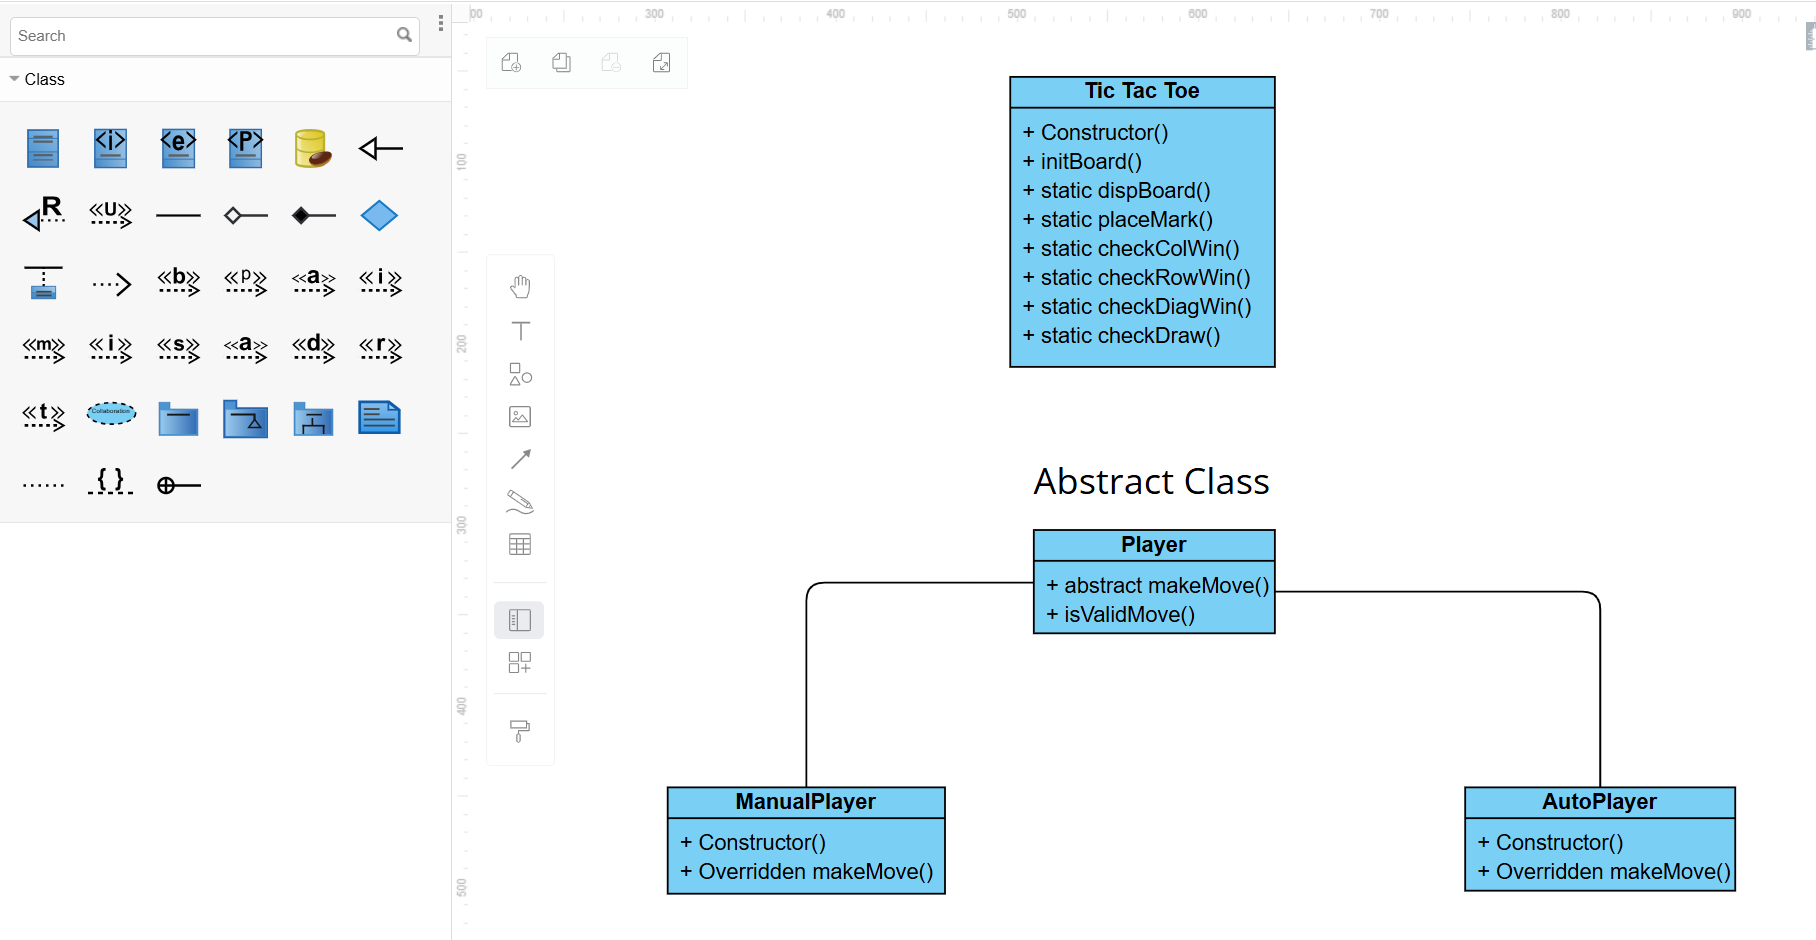 Search
Class
<i>
<e>
<P>
R
<<U>>
<<b>>
<<p>>
<<a>>
<<i>>
<<m>>
<<i>>
<<s>>
<<a>>
<<d>>
<<r>>
<<t>>
Collaboration
{ }
00 300 400 500 600 700 800 900
100
200
300
400
500
T
Tic Tac Toe
+ Constructor()
+ initBoard()
+ static dispBoard()
+ static placeMark()
+ static checkColWin()
+ static checkRowWin()
+ static checkDiagWin()
+ static checkDraw()
Abstract Class
Player
+ abstract makeMove()
+ isValidMove()
ManualPlayer
+ Constructor()
+ Overridden makeMove()
AutoPlayer
+ Constructor()
+ Overridden makeMove()